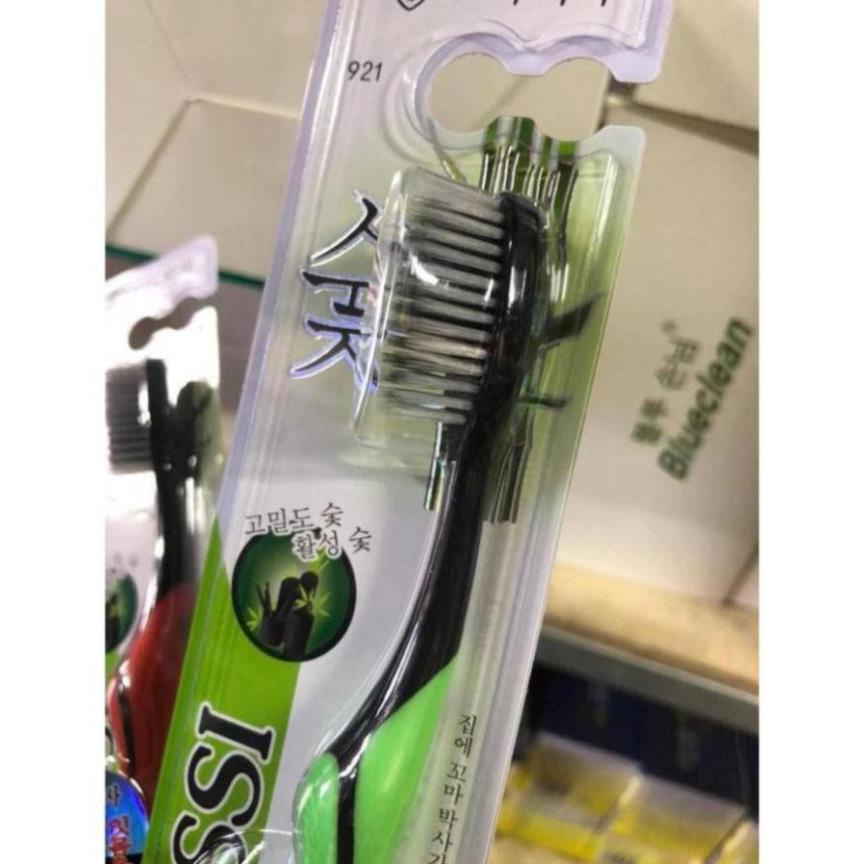 921
숯
고밀도 숯
활성 숯
ISS
집에 꼬마 박사가
블루 손님
Blueclean